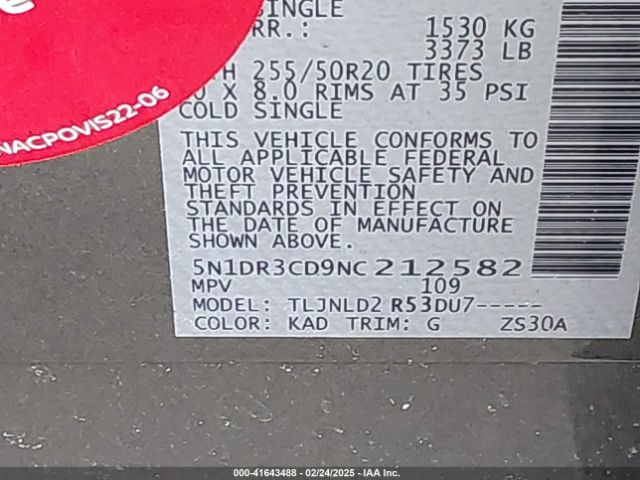 e
NACPOVIS22-06
SINGLE
RR.: 1530 KG
3373 LB
H 255/50R20 TIRES
X 8.0 RIMS AT 35 PSI
COLD SINGLE
THIS VEHICLE CONFORMS TO
ALL APPLICABLE FEDERAL
MOTOR VEHICLE SAFETY AND
THEFT PREVENTION
STANDARDS IN EFFECT ON
THE DATE OF MANUFACTURE
SHOWN ABOVE.
5N1DR3CD9NC212582
MPV 109
MODEL: TLJNLD2 R53DU7-----
COLOR: KAD TRIM: G ZS30A
000-41643488 - 02/24/2025 - IAA Inc.